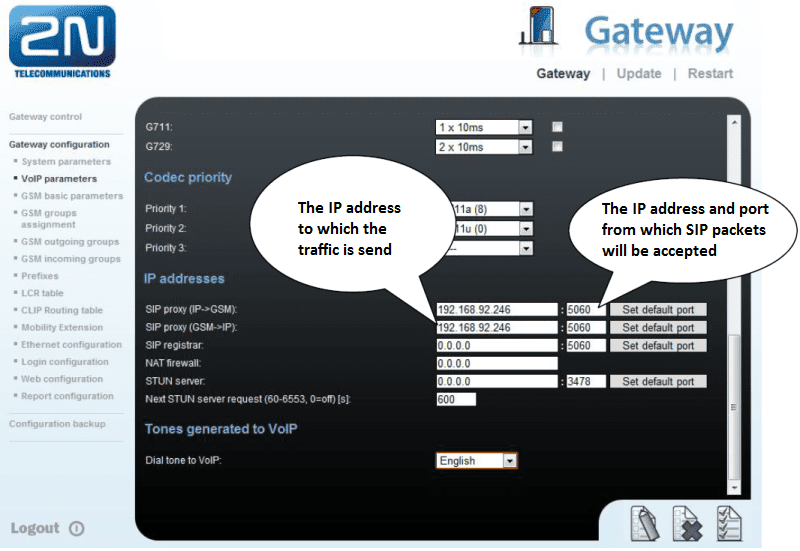 2N
TELECOMMUNICATIONS
Gateway
Gateway | Update | Restart
Gateway control
Gateway configuration
System parameters
VoIP parameters
GSM basic parameters
GSM groups
assignment
GSM outgoing groups
GSM incoming groups
Prefixes
LCR table
CLIP Routing table
Mobility Extension
Ethernet configuration
Login configuration
Web configuration
Report configuration
Configuration backup
Logout
G711: 1 x 10ms
G729: 2 x 10ms
Codec priority
Priority 1: 11a (8)
Priority 2: 11u (0)
Priority 3:
The IP address
to which the
traffic is send
The IP address and port
from which SIP packets
will be accepted
IP addresses
SIP proxy (IP->GSM): 192.168.92.246 : 5060 Set default port
SIP proxy (GSM->IP): 192.168.92.246 : 5060 Set default port
SIP registrar: 0.0.0.0 : 5060 Set default port
NAT firewall: 0.0.0.0
STUN server: 0.0.0.0 : 3478 Set default port
Next STUN server request (60-6553, 0=off) [s]: 600
Tones generated to VoIP
Dial tone to VoIP: English